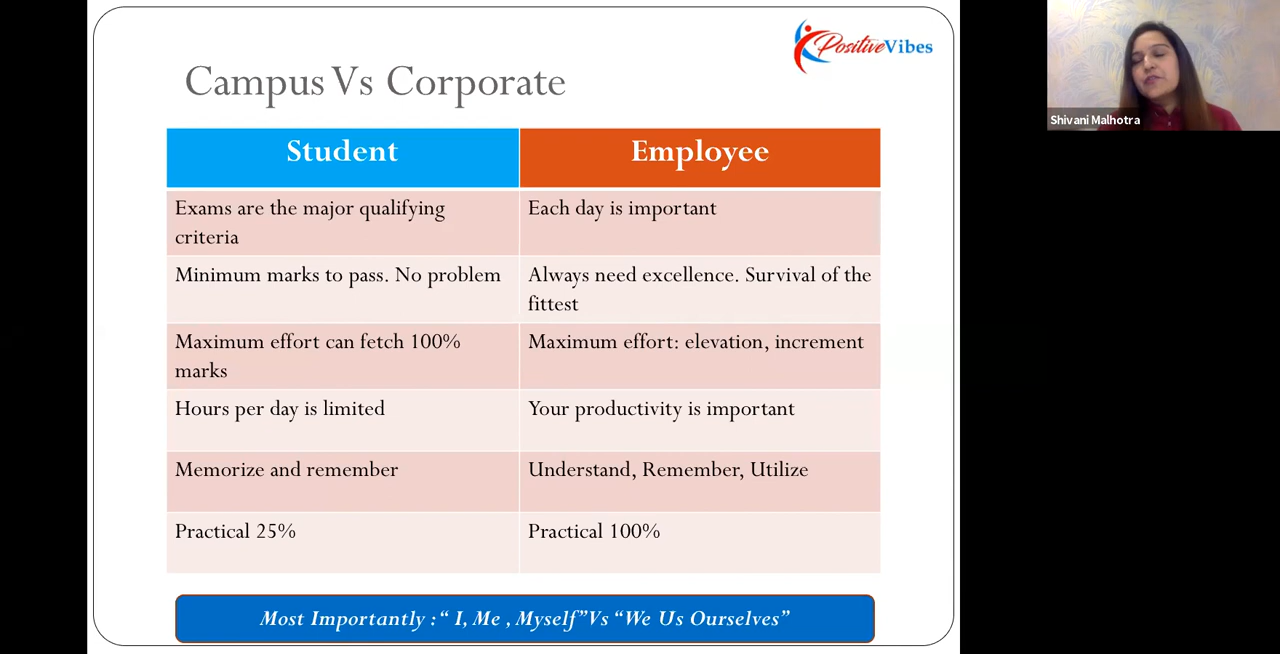 PositiveVibes
Campus Vs Corporate
Shivani Malhotra
Student
Employee
Exams are the major qualifying
criteria
Each day is important
Minimum marks to pass. No problem
Always need excellence. Survival of the
fittest
Maximum effort can fetch 100%
marks
Maximum effort: elevation, increment
Hours per day is limited
Your productivity is important
Memorize and remember
Understand, Remember, Utilize
Practical 25%
Practical 100%
Most Importantly : “ I, Me , Myself”Vs “We Us Ourselves”